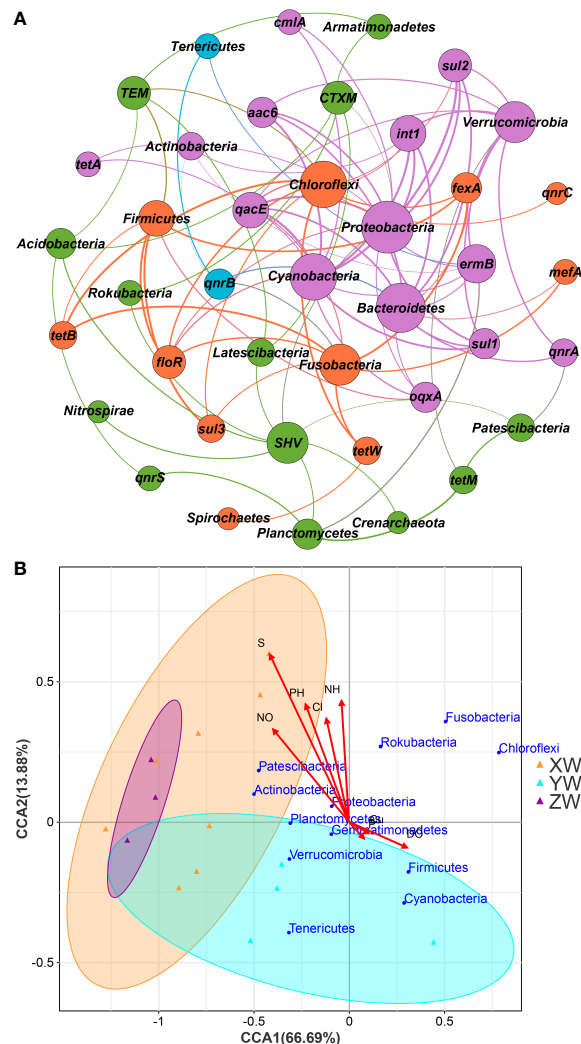 A
cmlA
Armatimonadetes
Tenericutes
sul2
TEM
CTXM
aac6
Verrucomicrobia
int1
Actinobacteria
tetA
Chloroflexi
fexA
qnrC
qacE
Firmicutes
Proteobacteria
Acidobacteria
Cyanobacteria
ermB
mefA
Rokubacteria
qnrB
Bacteroidetes
tetB
floR
Latescibacteria
Fusobacteria
sul1
qnrA
oqxA
Nitrospirae
sul3
SHV
Patescibacteria
tetW
qnrS
tetM
Spirochaetes
Planctomycetes
Crenarchaeota
B
CCA2(13.88%)
0.5
0
-0.5
S
PH
NH
Cl
NO
Fusobacteria
Rokubacteria
Chloroflexi
Patescibacteria
Actinobacteria
Proteobacteria
Planctomycetes
Gemmatimonadetes
DO
Verrucomicrobia
Firmicutes
Cyanobacteria
Tenericutes
XW
YW
ZW
-1
-0.5
0
0.5
CCA1(66.69%)